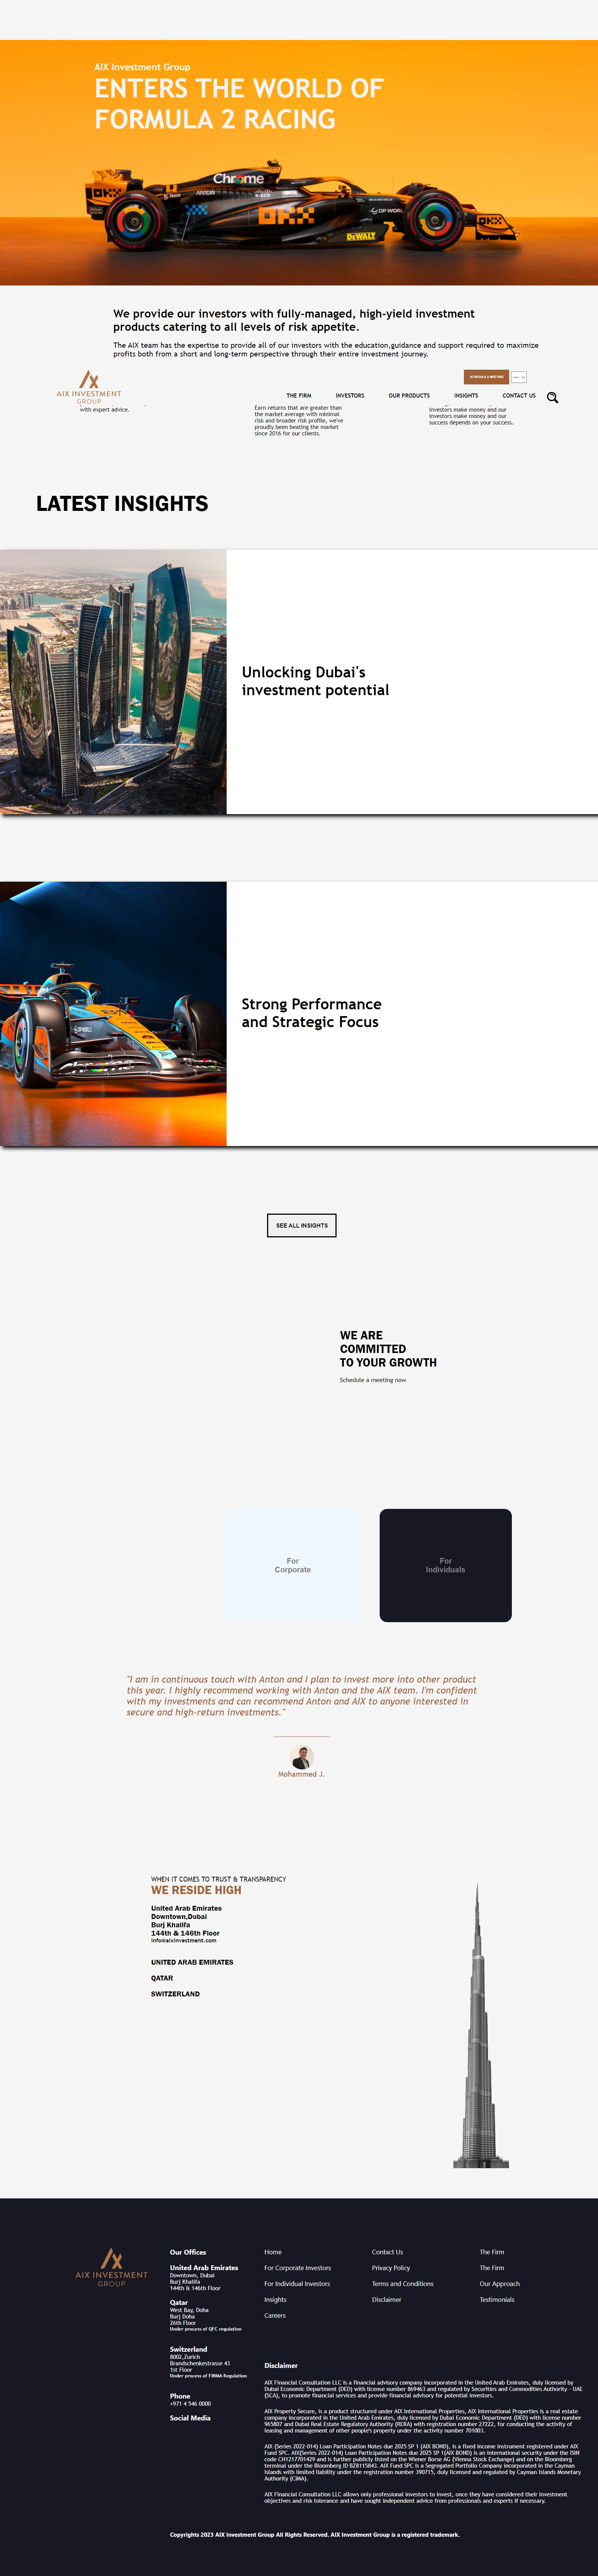 AIX Investment Group
ENTERS THE WORLD OF
FORMULA 2 RACING
Chrome
CISCO
OKX
DP WORLD
DEWALT
We provide our investors with fully-managed, high-yield investment
products catering to all levels of risk appetite.
The AIX team has the expertise to provide all of our investors with the education,guidance and support required to maximize
profits both from a short and long-term perspective through their entire investment journey.
AIX INVESTMENT
GROUP
SCHEDULE A MEETING
THE FIRM
INVESTORS
OUR PRODUCTS
INSIGHTS
CONTACT US
with expert advice.
Earn returns that are greater than
the market average with minimal
risk and broader risk profile, we've
proudly been beating the market
since 2016 for our clients.
investors make money and our
investors make money and our
success depends on your success.
LATEST INSIGHTS
Unlocking Dubai's
investment potential
Strong Performance
and Strategic Focus
SEE ALL INSIGHTS
WE ARE
COMMITTED
TO YOUR GROWTH
Schedule a meeting now
For
Corporate
For
Individuals
"I am in continuous touch with Anton and I plan to invest more into other product
this year. I highly recommend working with Anton and the AIX team. I'm confident
with my investments and can recommend Anton and AIX to anyone interested in
secure and high-return investments."
Mohammed J.
WHEN IT COMES TO TRUST & TRANSPARENCY
WE RESIDE HIGH
United Arab Emirates
Downtown,Dubai
Burj Khalifa
144th & 146th Floor
info@aixinvestment.com
UNITED ARAB EMIRATES
QATAR
SWITZERLAND
AIX INVESTMENT
GROUP
Our Offices
United Arab Emirates
Downtown, Dubai
Burj Khalifa
144th & 146th Floor
Qatar
West Bay, Doha
Burj Doha
26th Floor
Under process of QFC regulation
Switzerland
8002,Zurich
Brandschenkestrasse 43
1st Floor
Under process of FINMA Regulation
Phone
+971 4 546 0000
Social Media
Home
For Corporate Investors
For Individual Investors
Insights
Careers
Contact Us
Privacy Policy
Terms and Conditions
Disclaimer
The Firm
The Firm
Our Approach
Testimonials
Disclaimer
AIX Financial Consultation LLC is a financial advisory company incorporated in the United Arab Emirates, duly licensed by
Dubai Economic Department (DED) with license number 869463 and regulated by Securities and Commodities Authority - UAE
(SCA), to promote financial services and provide financial advisory for potential investors.
AIX Property Secure, is a product structured under AIX International Properties, AIX International Properties is a real estate
company incorporated in the United Arab Emirates, duly licensed by Dubai Economic Department (DED) with license number
965807 and Dubai Real Estate Regulatory Authority (RERA) with registration number 27222, for conducting the activity of
leasing and management of other people's property under the activity number 701003.
AIX (Series 2022-014) Loan Participation Notes due 2025 SP 1 (AIX BOND), is a fixed income instrument registered under AIX
Fund SPC. AIX(Series 2022-014) Loan Participation Notes due 2025 SP 1(AIX BOND) is an international security under the ISIN
code CH1217701429 and is further publicly listed on the Wiener Borse AG (Vienna Stock Exchange) and on the Bloomberg
terminal under the Bloomberg ID BZ8115843. AIX Fund SPC is a Segregated Portfolio Company incorporated in the Cayman
Islands with limited liability under the registration number 390715, duly licensed and regulated by Cayman Islands Monetary
Authority (CIMA).
AIX Financial Consultation LLC allows only professional investors to invest, once they have considered their investment
objectives and risk tolerance and have sought independent advice from professionals and experts if necessary.
Copyrights 2023 AIX Investment Group All Rights Reserved. AIX Investment Group is a registered trademark.